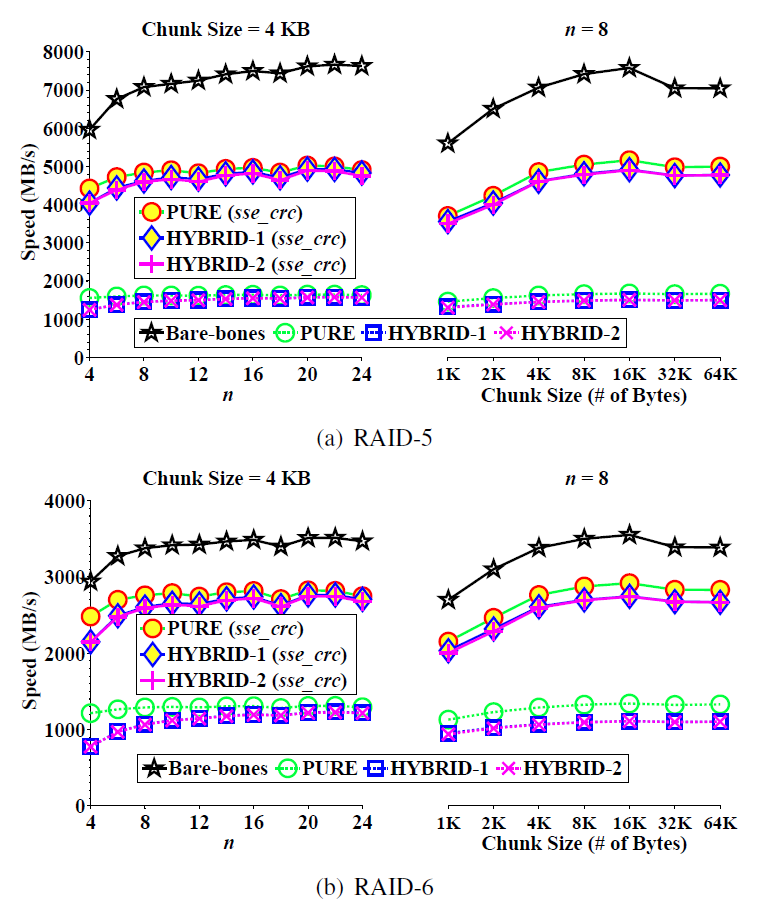 Chunk Size = 4 KB
n = 8
Speed (MB/s)
8000
7000
6000
5000
4000
3000
2000
1000
0
PURE (sse_crc)
HYBRID-1 (sse_crc)
HYBRID-2 (sse_crc)
Bare-bones PURE HYBRID-1 HYBRID-2
4 8 12 16 20 24
1K 2K 4K 8K 16K 32K 64K
n
Chunk Size (# of Bytes)
(a) RAID-5
Chunk Size = 4 KB
n = 8
Speed (MB/s)
4000
3000
2000
1000
0
PURE (sse_crc)
HYBRID-1 (sse_crc)
HYBRID-2 (sse_crc)
Bare-bones PURE HYBRID-1 HYBRID-2
4 8 12 16 20 24
1K 2K 4K 8K 16K 32K 64K
n
Chunk Size (# of Bytes)
(b) RAID-6